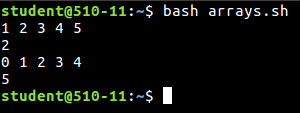 student@510-11:~$ bash arrays.sh
1 2 3 4 5
2
0 1 2 3 4
5
student@510-11:~$